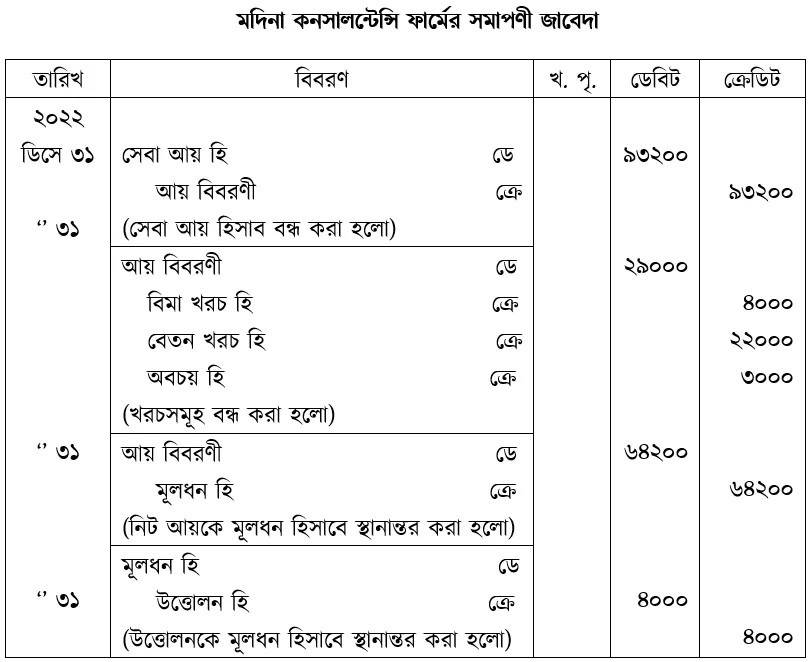 মদিনা কনসালন্টেন্সি ফার্মের সমাপণী জাবেদা
তারিখ বিবরণ খ. পৃ. ডেবিট ক্রেডিট
২০২২
ডিসে ৩১ সেবা আয় হি ডে ৯৩২০০
আয় বিবরণী ক্রে ৯৩২০০
‘’ ৩১ (সেবা আয় হিসাব বন্ধ করা হলো)
আয় বিবরণী ডে ২৯০০০
বিমা খরচ হি ক্রে ৪০০০
বেতন খরচ হি ক্রে ২২০০০
অবচয় হি ক্রে ৩০০০
(খরচসমূহ বন্ধ করা হলো)
‘’ ৩১ আয় বিবরণী ডে ৬৪২০০
মূলধন হি ক্রে ৬৪২০০
(নিট আয়কে মূলধন হিসাবে স্থানান্তর করা হলো)
মূলধন হি ডে
‘’ ৩১ উত্তোলন হি ক্রে ৪০০০
(উত্তোলনকে মূলধন হিসাবে স্থানান্তর করা হলো) ৪০০০